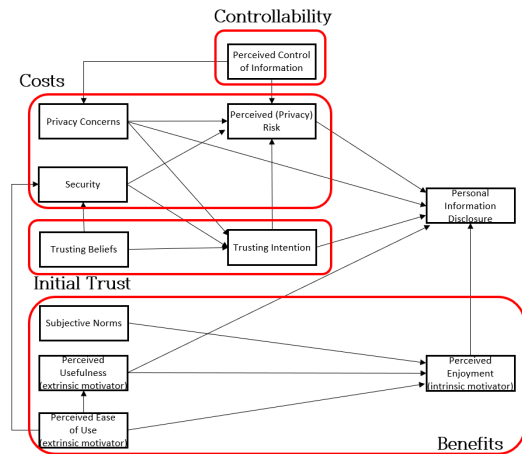 Controllability
Perceived Control
of Information
Costs
Privacy Concerns
Perceived (Privacy)
Risk
Security
Personal
Information
Disclosure
Trusting Beliefs
Trusting Intention
Initial Trust
Subjective Norms
Perceived
Usefulness
(extrinsic motivator)
Perceived
Enjoyment
(intrinsic motivator)
Perceived Ease
of Use
(extrinsic motivator)
Benefits